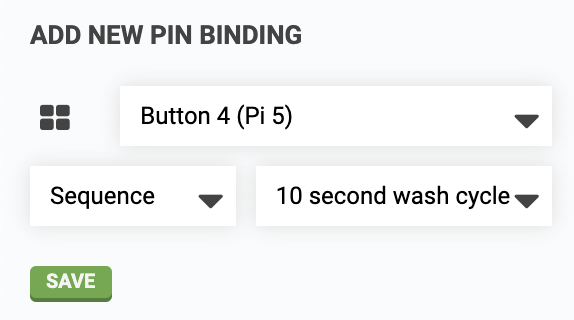 ADD NEW PIN BINDING
Button 4 (Pi 5)
Sequence
10 second wash cycle
SAVE